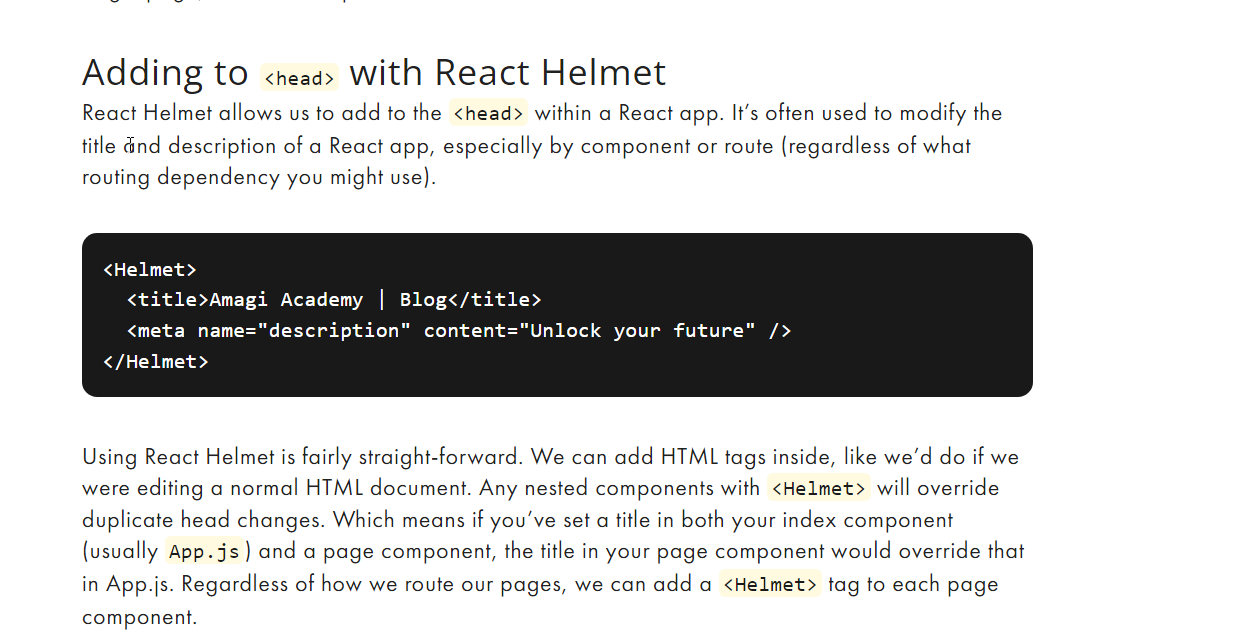 Adding to <head> with React Helmet
React Helmet allows us to add to the <head> within a React app. It’s often used to modify the
title and description of a React app, especially by component or route (regardless of what
routing dependency you might use).
<Helmet>
  <title>Amagi Academy | Blog</title>
  <meta name="description" content="Unlock your future" />
</Helmet>
Using React Helmet is fairly straight-forward. We can add HTML tags inside, like we’d do if we
were editing a normal HTML document. Any nested components with <Helmet> will override
duplicate head changes. Which means if you’ve set a title in both your index component
(usually App.js) and a page component, the title in your page component would override that
in App.js. Regardless of how we route our pages, we can add a <Helmet> tag to each page
component.